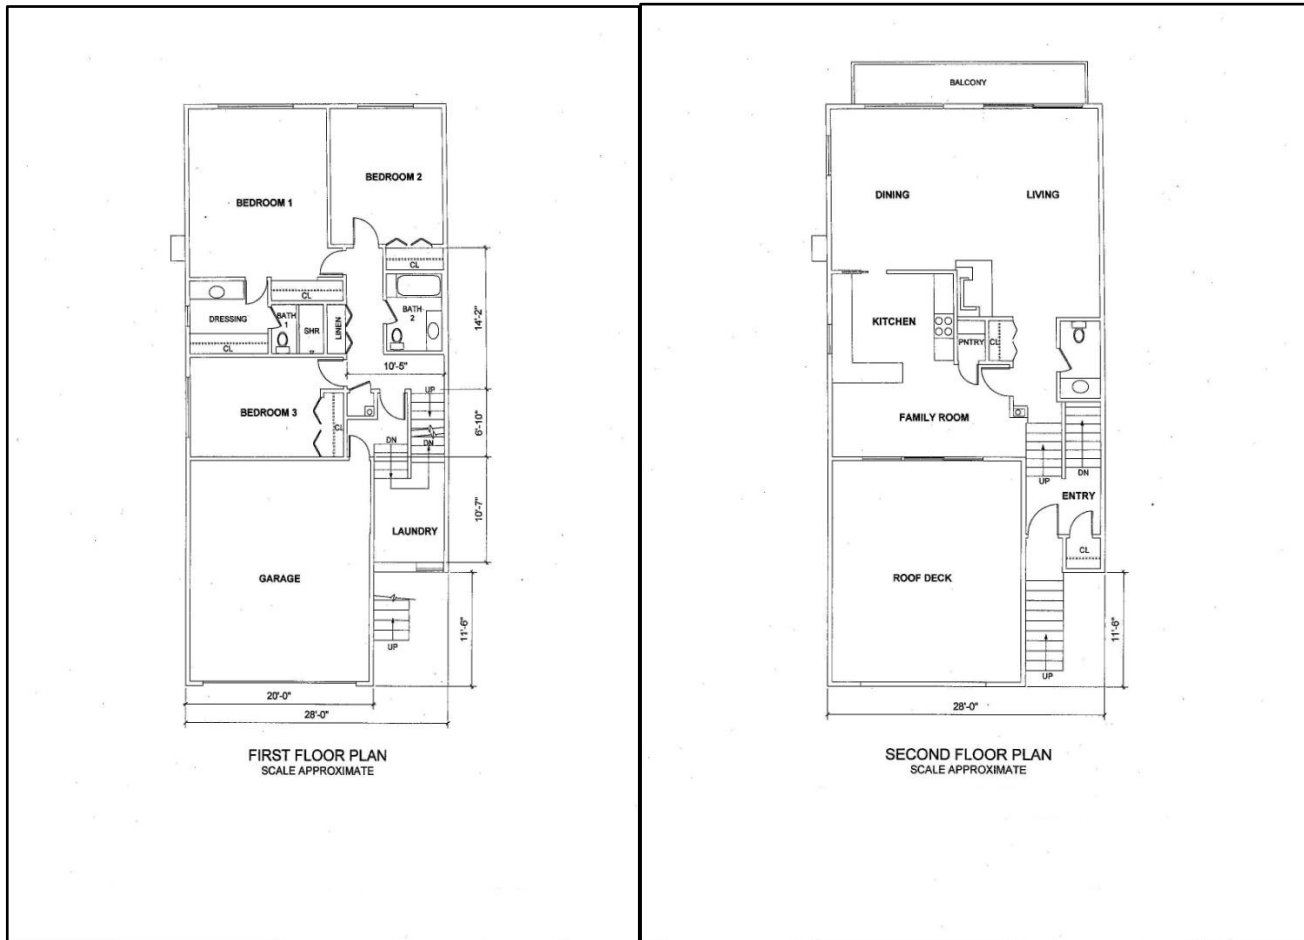 BEDROOM 1
BEDROOM 2
CL
CL
DRESSING
BATH
1
SHR
LINEN
BATH
2
CL
14'-2"
10'-5"
BEDROOM 3
CL
UP
DN
DN
6'-10"
10'-7"
LAUNDRY
GARAGE
UP
11'-6"
20'-0"
28'-0"
FIRST FLOOR PLAN
SCALE APPROXIMATE
BALCONY
DINING
LIVING
KITCHEN
PNTRY
CL
FAMILY ROOM
UP
DN
ENTRY
CL
ROOF DECK
UP
11'-6"
28'-0"
SECOND FLOOR PLAN
SCALE APPROXIMATE